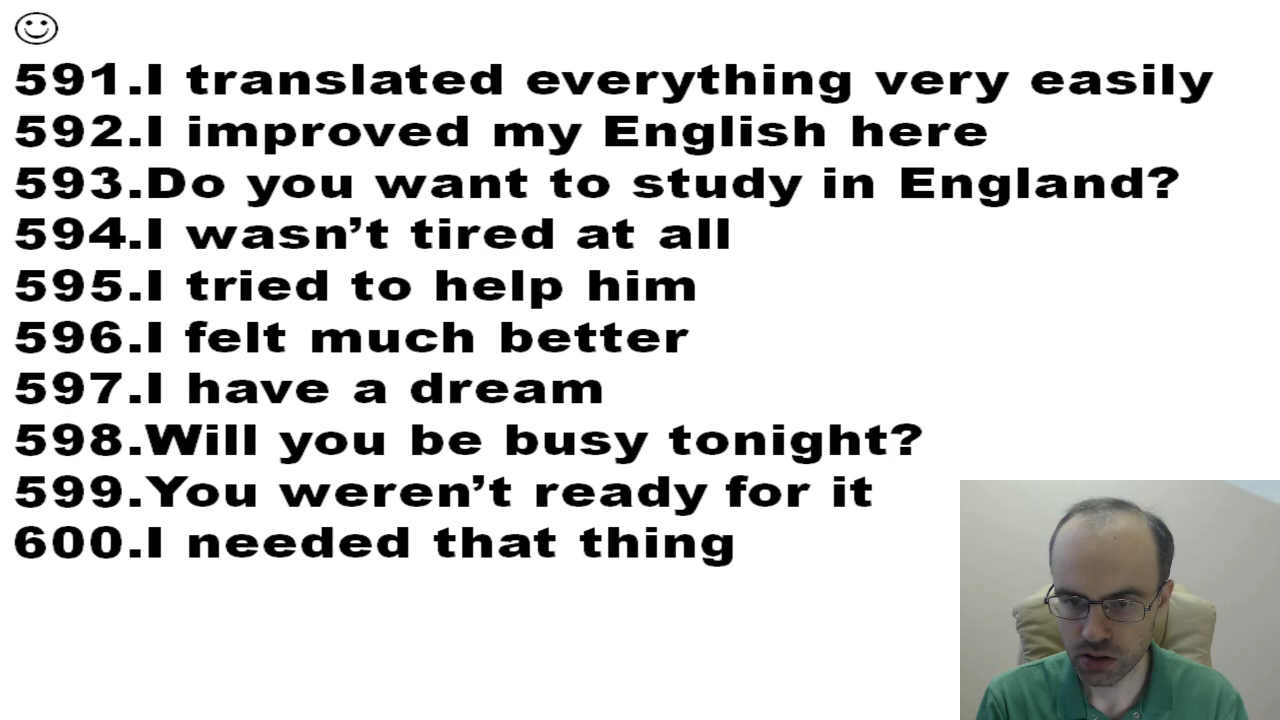 591.I translated everything very easily
592.I improved my English here
593.Do you want to study in England?
594.I wasn’t tired at all
595.I tried to help him
596.I felt much better
597.I have a dream
598.Will you be busy tonight?
599.You weren’t ready for it
600.I needed that thing